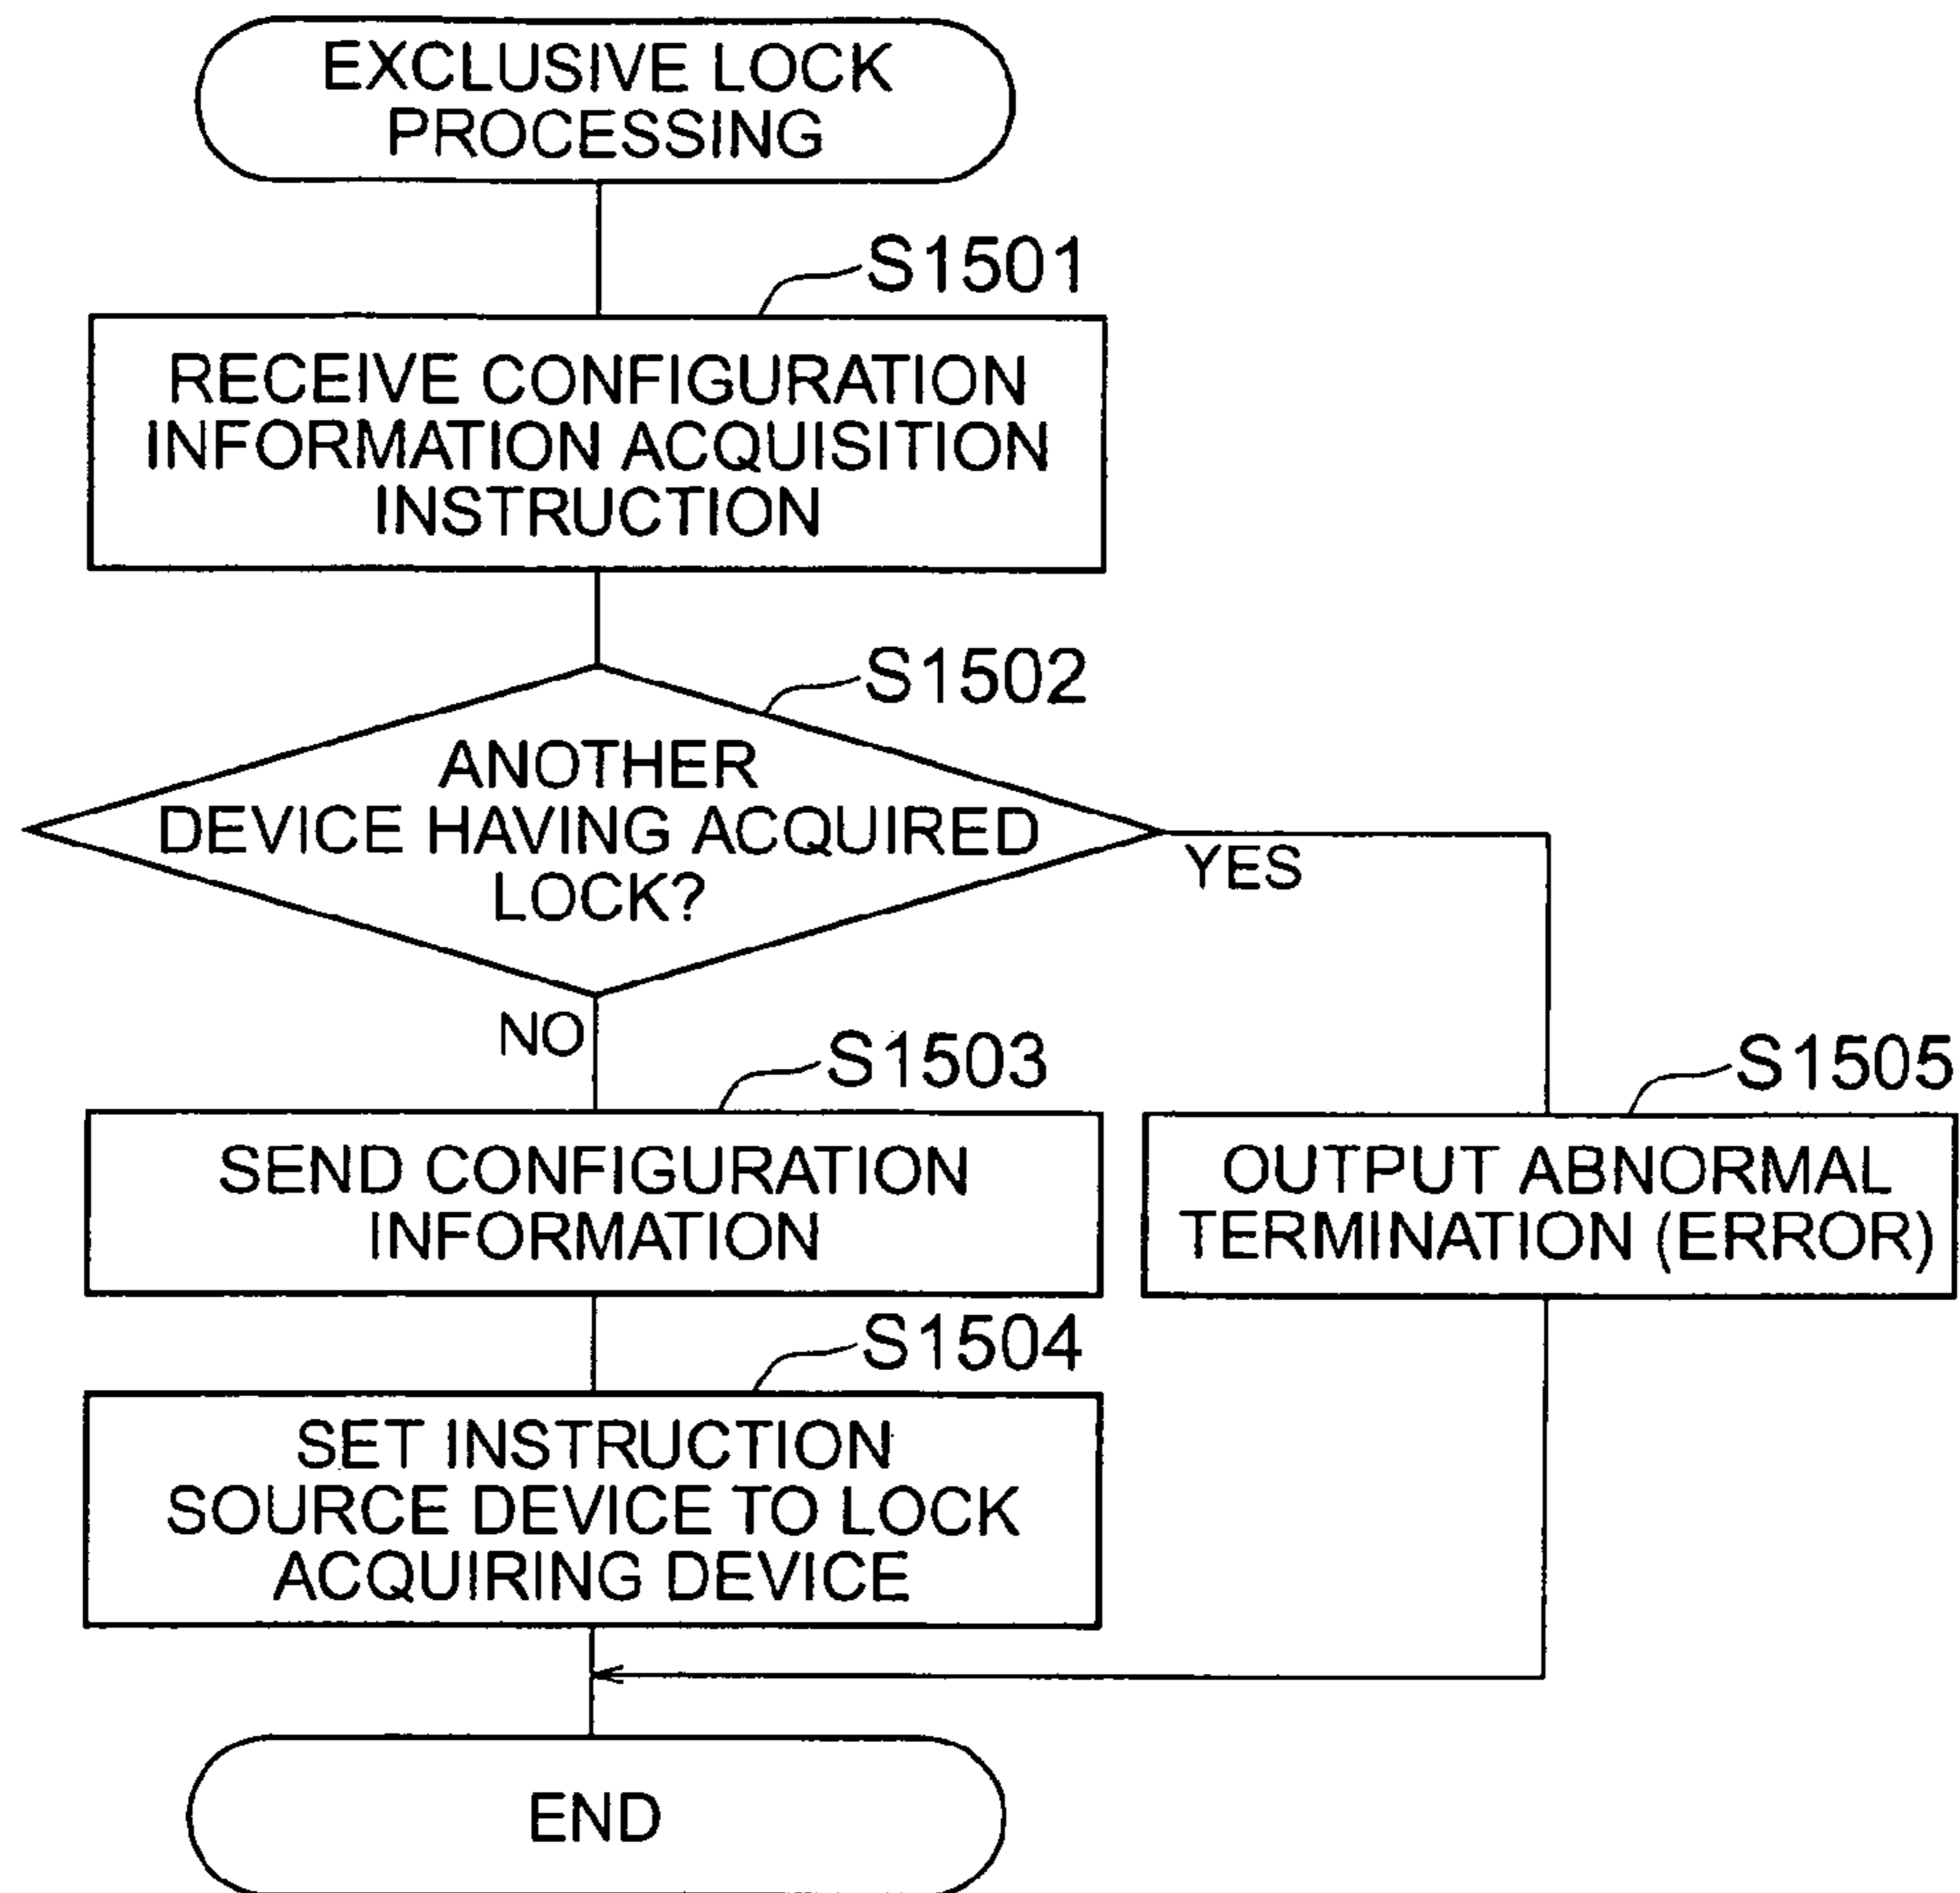 EXCLUSIVE LOCK
PROCESSING
S1501
RECEIVE CONFIGURATION
INFORMATION ACQUISITION
INSTRUCTION
S1502
ANOTHER
DEVICE HAVING ACQUIRED
LOCK?
YES
NO
S1503
SEND CONFIGURATION
INFORMATION
S1505
OUTPUT ABNORMAL
TERMINATION (ERROR)
S1504
SET INSTRUCTION
SOURCE DEVICE TO LOCK
ACQUIRING DEVICE
END